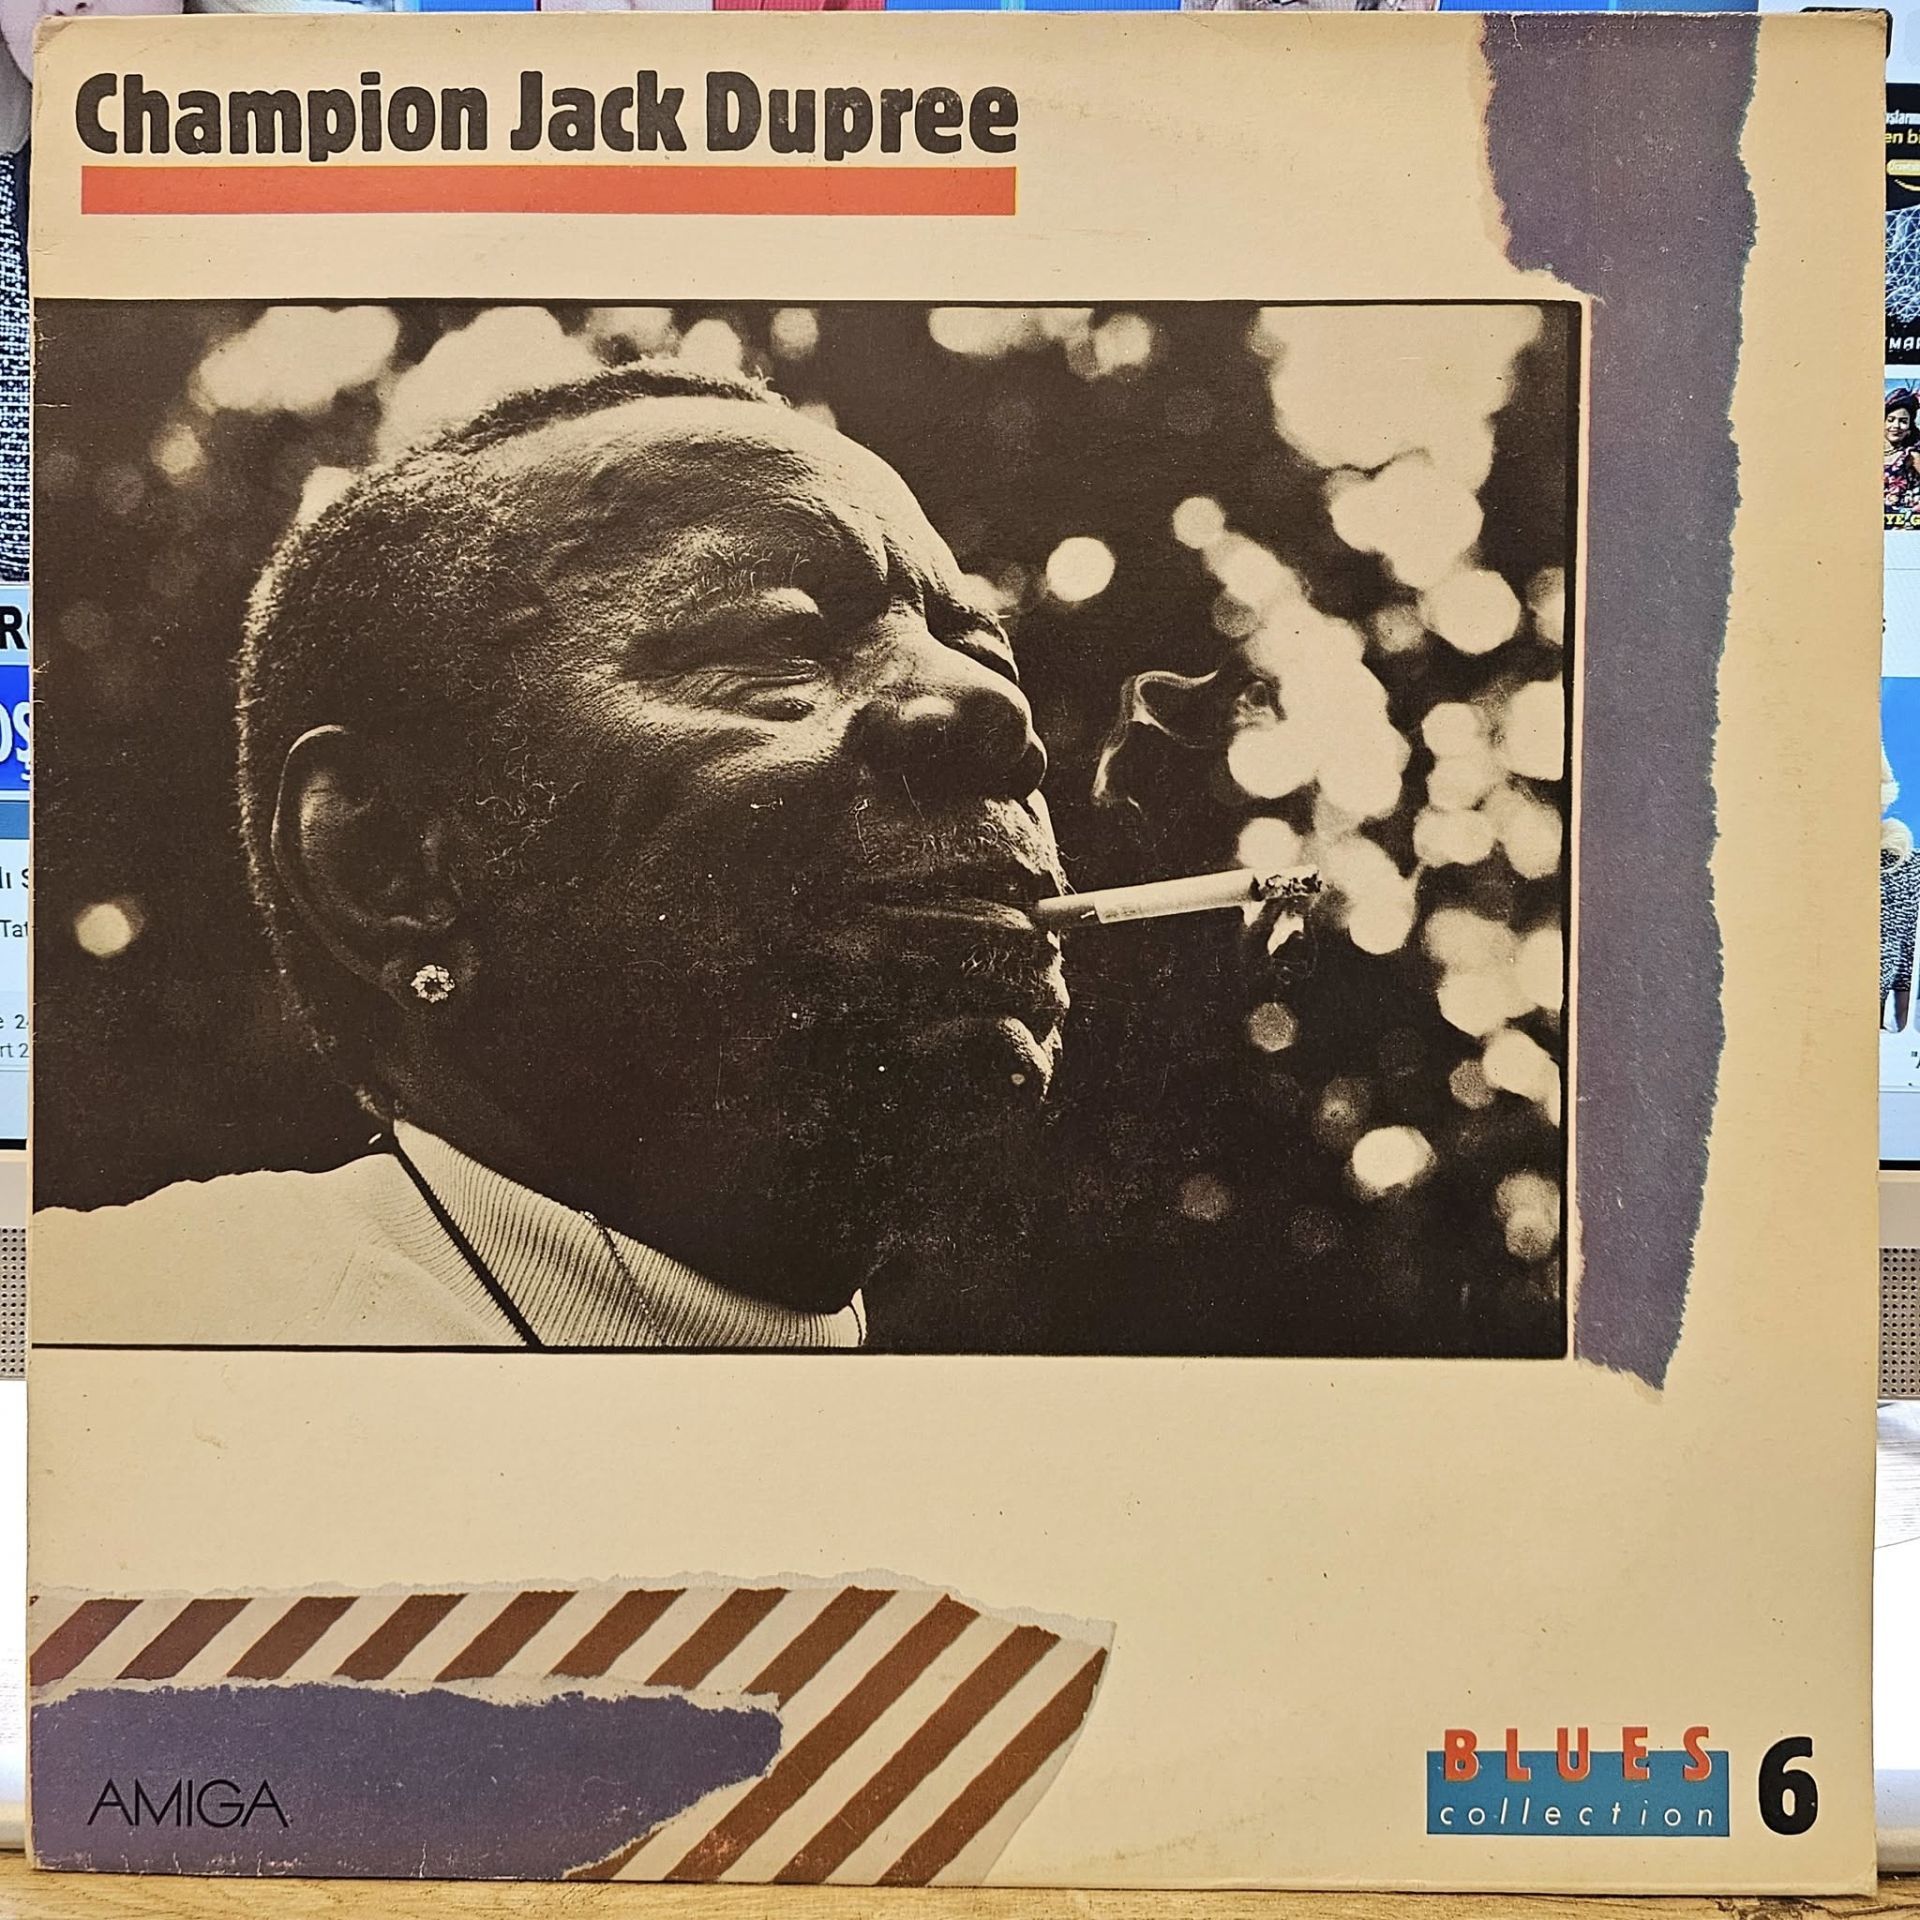 Champion Jack Dupree
AMIGA
BLUES
collection
6